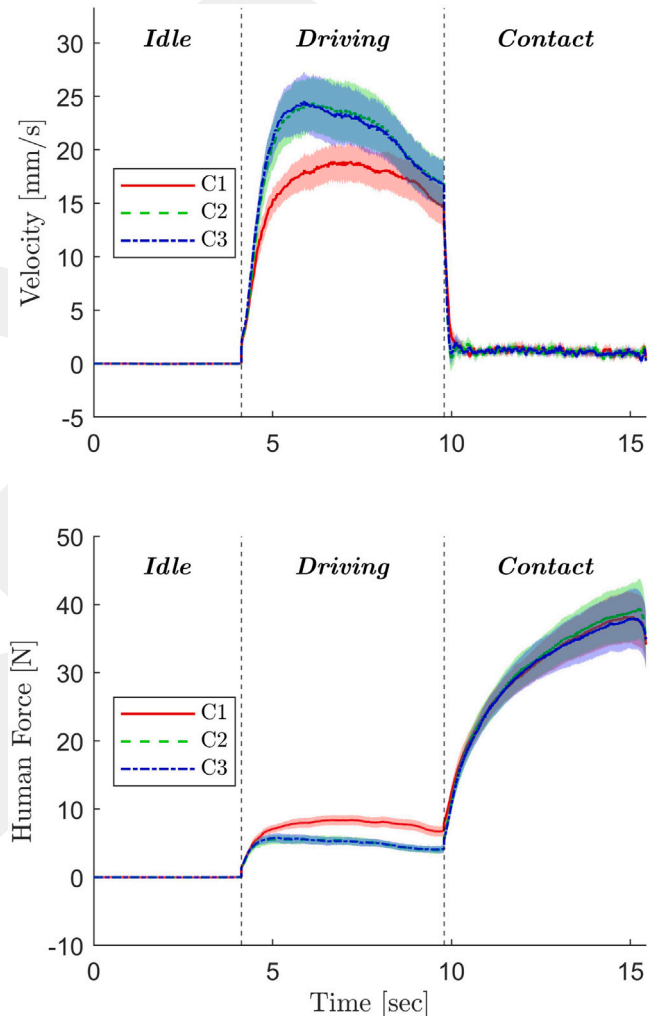 Idle Driving Contact
Velocity [mm/s]
30
25
20
15
10
5
0
-5
C1
C2
C3
0 5 10 15
Idle Driving Contact
Human Force [N]
50
40
30
20
10
0
-10
C1
C2
C3
0 5 10 15
Time [sec]